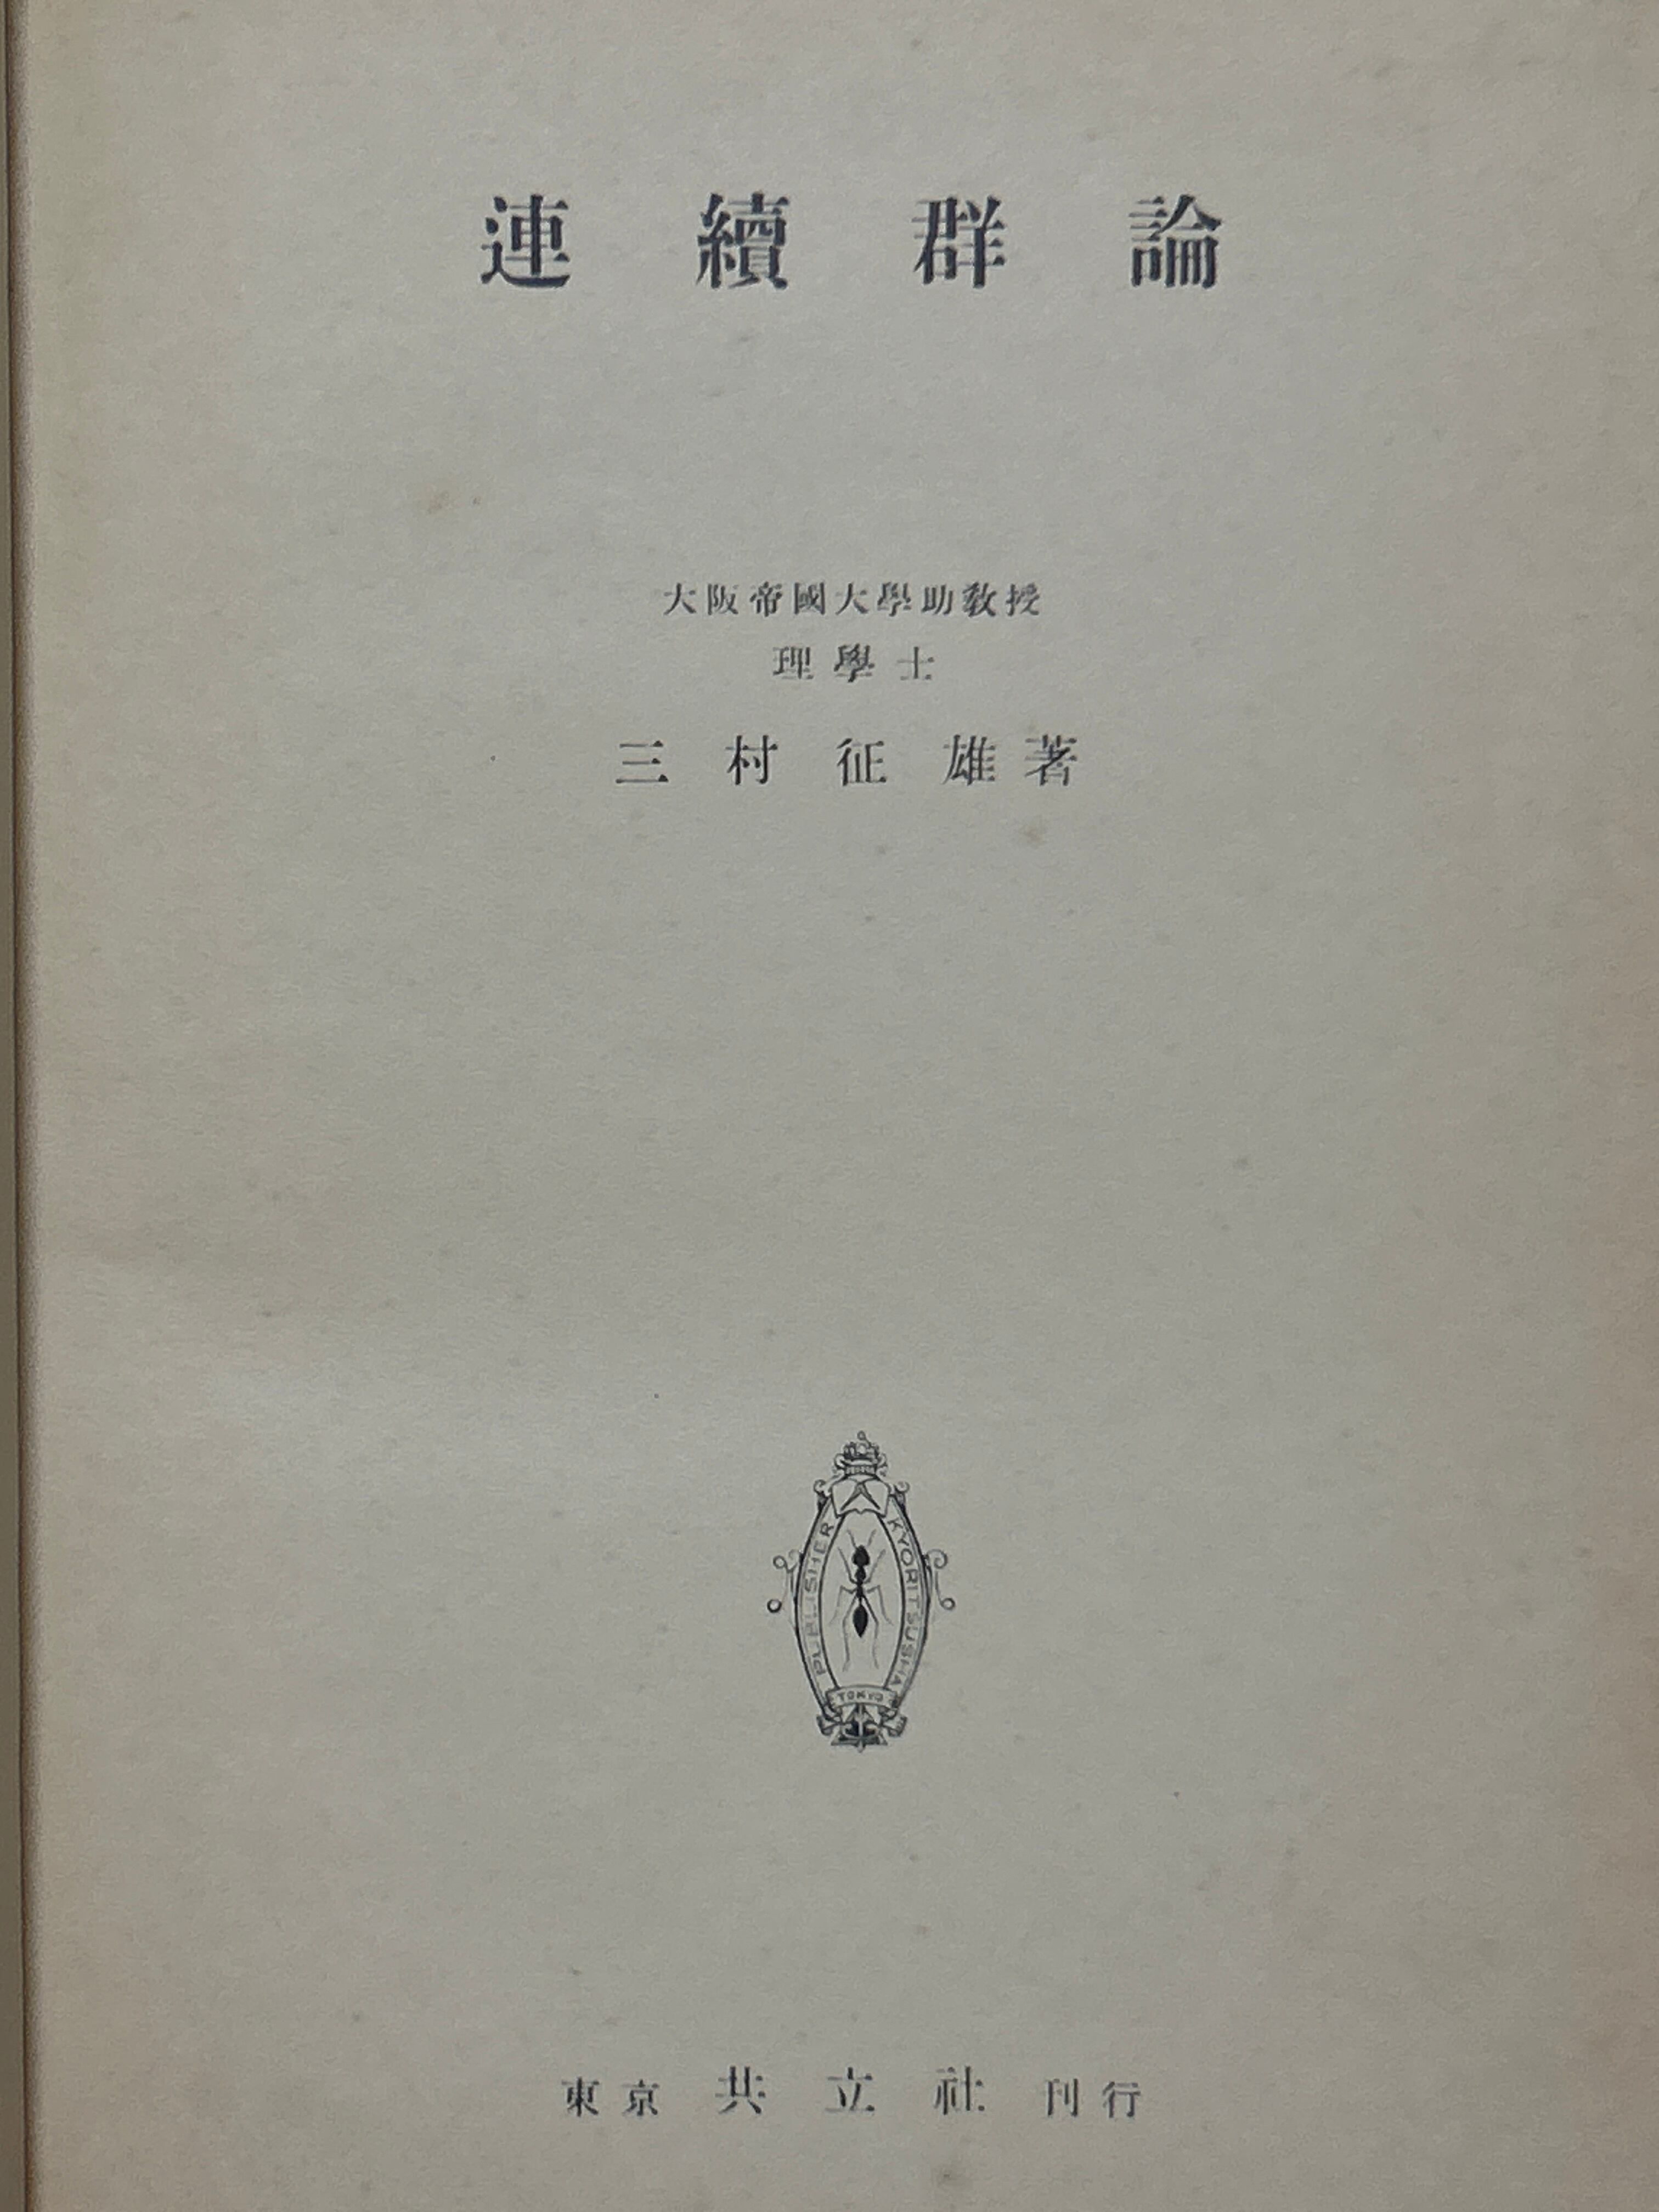 連續群論
大阪帝國大學助教授
理學士
三村征雄著
PUBLISHER KYORITSUSHA
TOKYO
東京 共立社 刊行